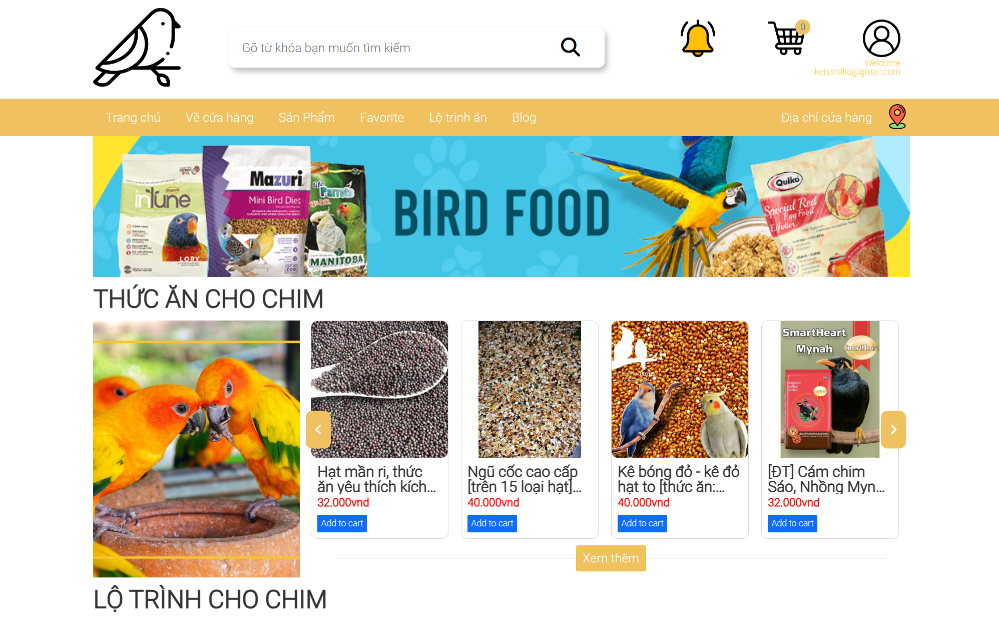 Gõ từ khóa bạn muốn tìm kiếm
0
Welcome
kenandkq@gmail.com
Trang chủ
Về cửa hàng
Sản Phẩm
Favorite
Lộ trình ăn
Blog
Địa chỉ cửa hàng
intune
LORY
Mazuri
Mini Bird Diet
ZOO
life
Parrots
MANITOBA
BIRD FOOD
Quiko
Special Red
Egg Food
Eifutter
THỨC ĂN CHO CHIM
Budgies
SmartHeart
Mynah
SmartHeart
Hạt mần ri, thức
ăn yêu thích kích...
32.000vnd
Add to cart
Ngũ cốc cao cấp
[trên 15 loại hạt]...
40.000vnd
Add to cart
Kê bóng đỏ - kê đỏ
hạt to [thức ăn:...
40.000vnd
Add to cart
[ĐT] Cám chim
Sáo, Nhồng Myn...
32.000vnd
Add to cart
Xem thêm
LỘ TRÌNH CHO CHIM